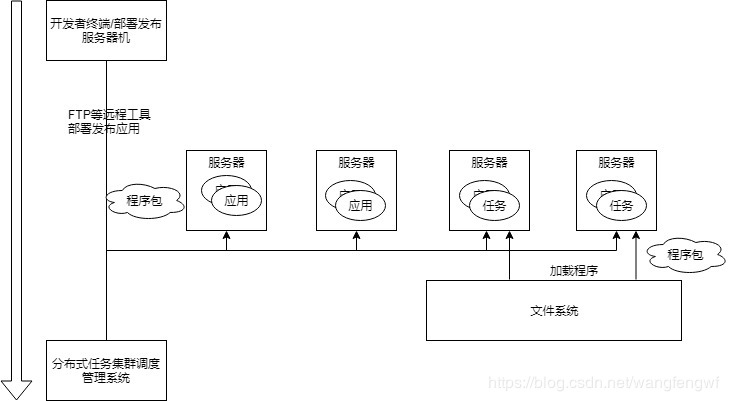 开发者终端/部署发布
服务器机
FTP等远程工具
部署发布应用
服务器
服务器
服务器
服务器
程序包
应用
应用
任务
任务
程序包
加载程序
文件系统
分布式任务集群调度
管理系统
https://blog.csdn.net/wangfengwf